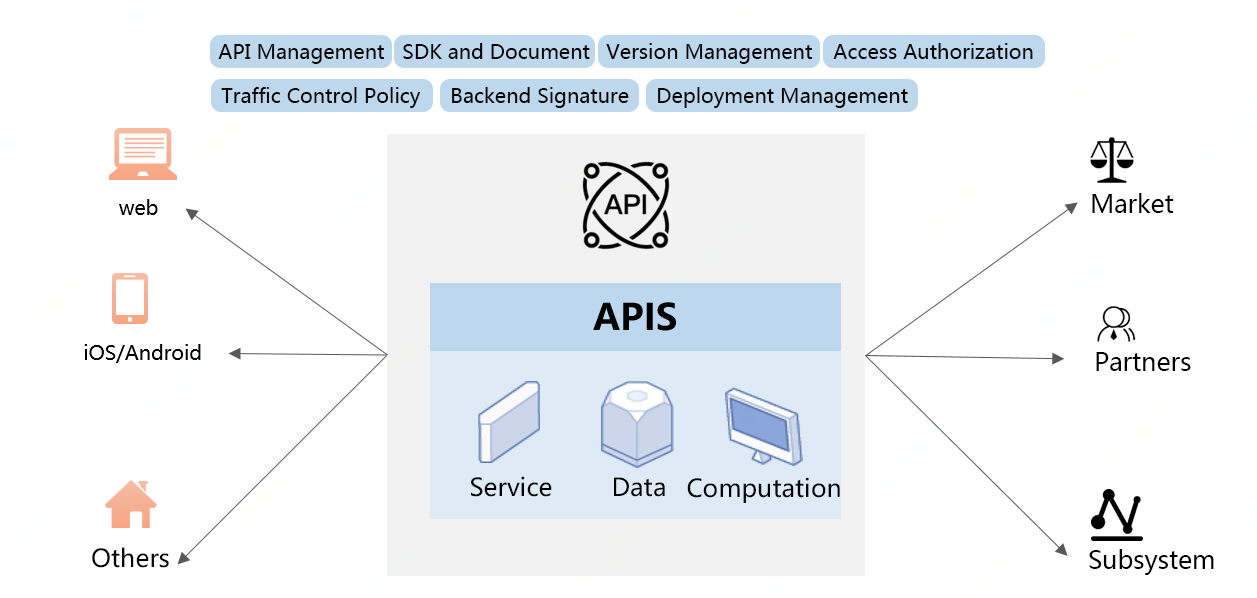 API Management SDK and Document Version Management Access Authorization
Traffic Control Policy Backend Signature Deployment Management
web
iOS/Android
Others
API
APIS
Service Data Computation
Market
Partners
Subsystem